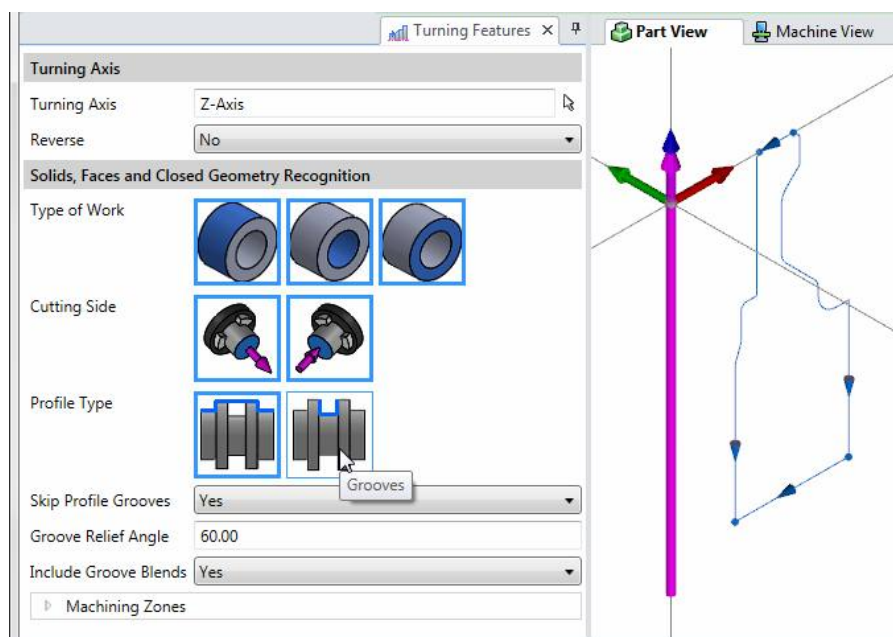 Turning Features
Part View
Machine View
Turning Axis
Turning Axis Z-Axis
Reverse No
Solids, Faces and Closed Geometry Recognition
Type of Work
Cutting Side
Profile Type
Grooves
Skip Profile Grooves Yes
Groove Relief Angle 60.00
Include Groove Blends Yes
Machining Zones